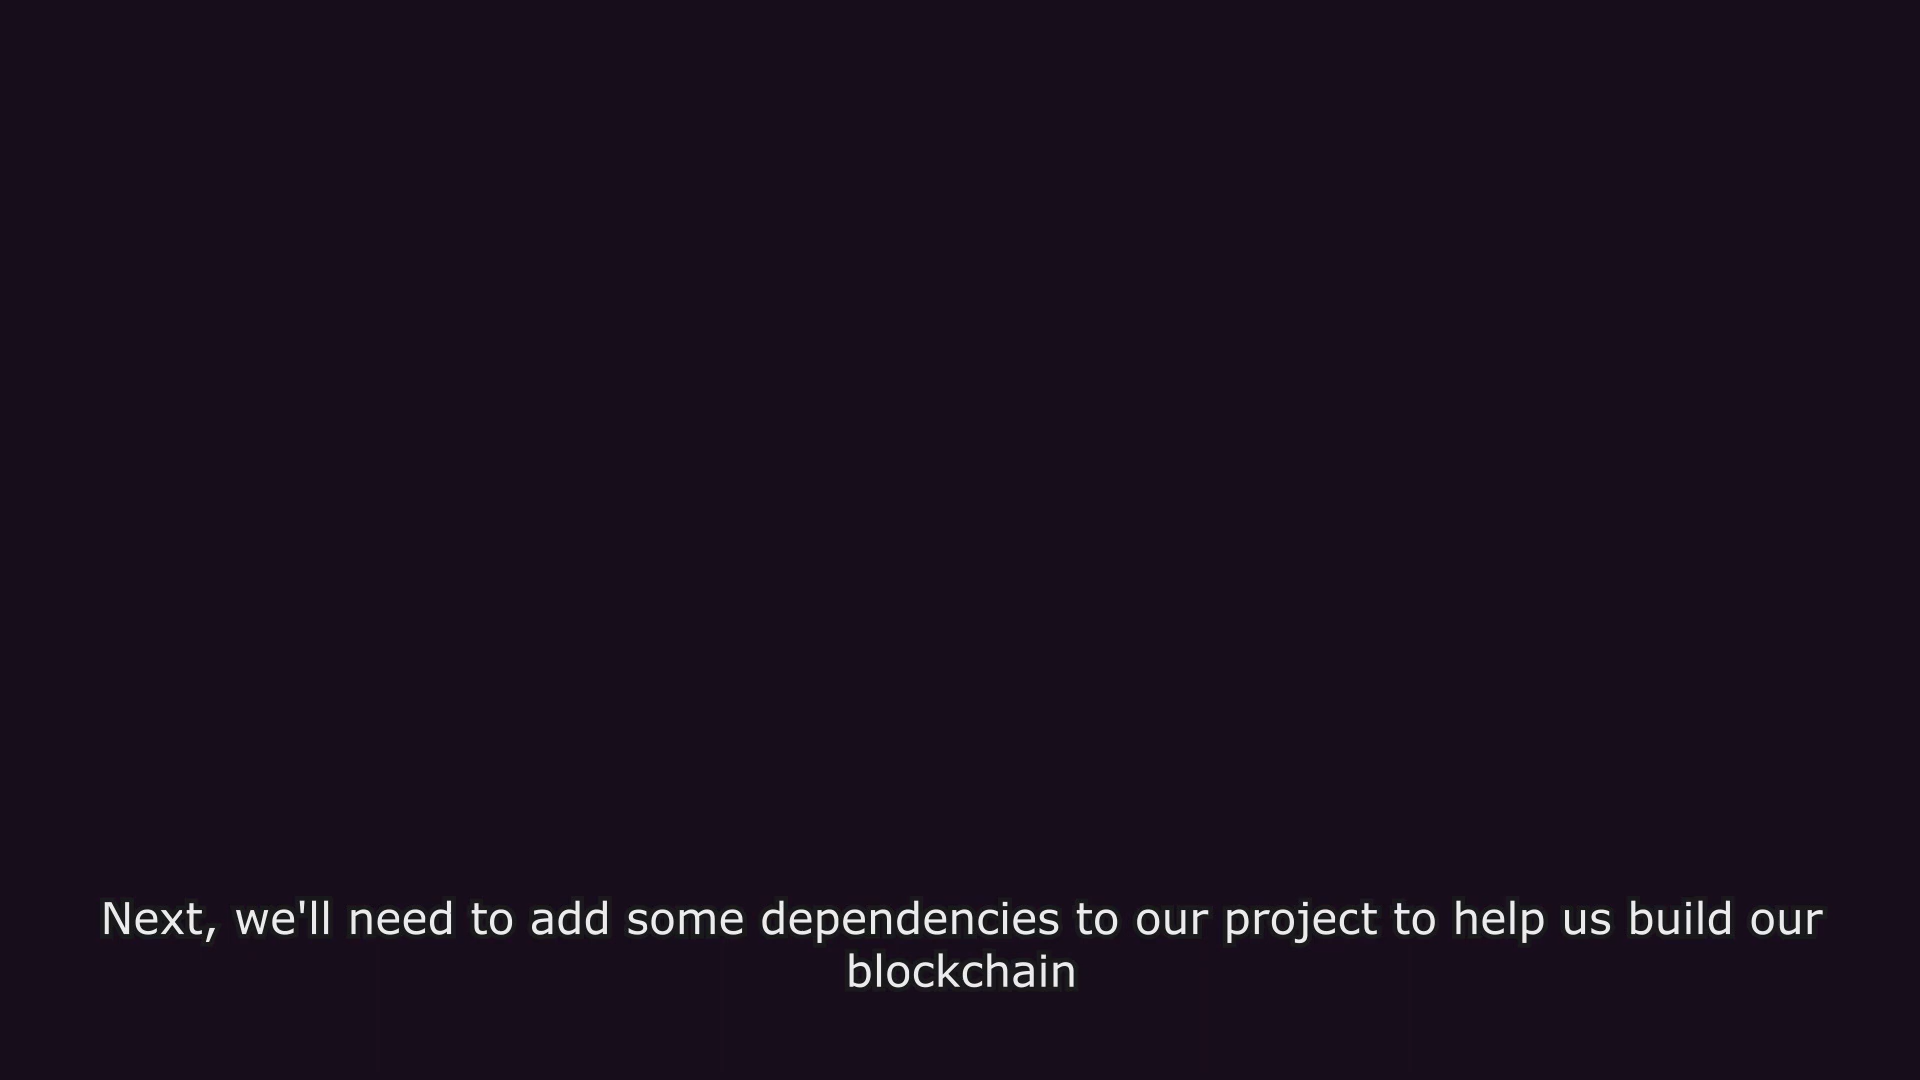 Next, we'll need to add some dependencies to our project to help us build our
blockchain